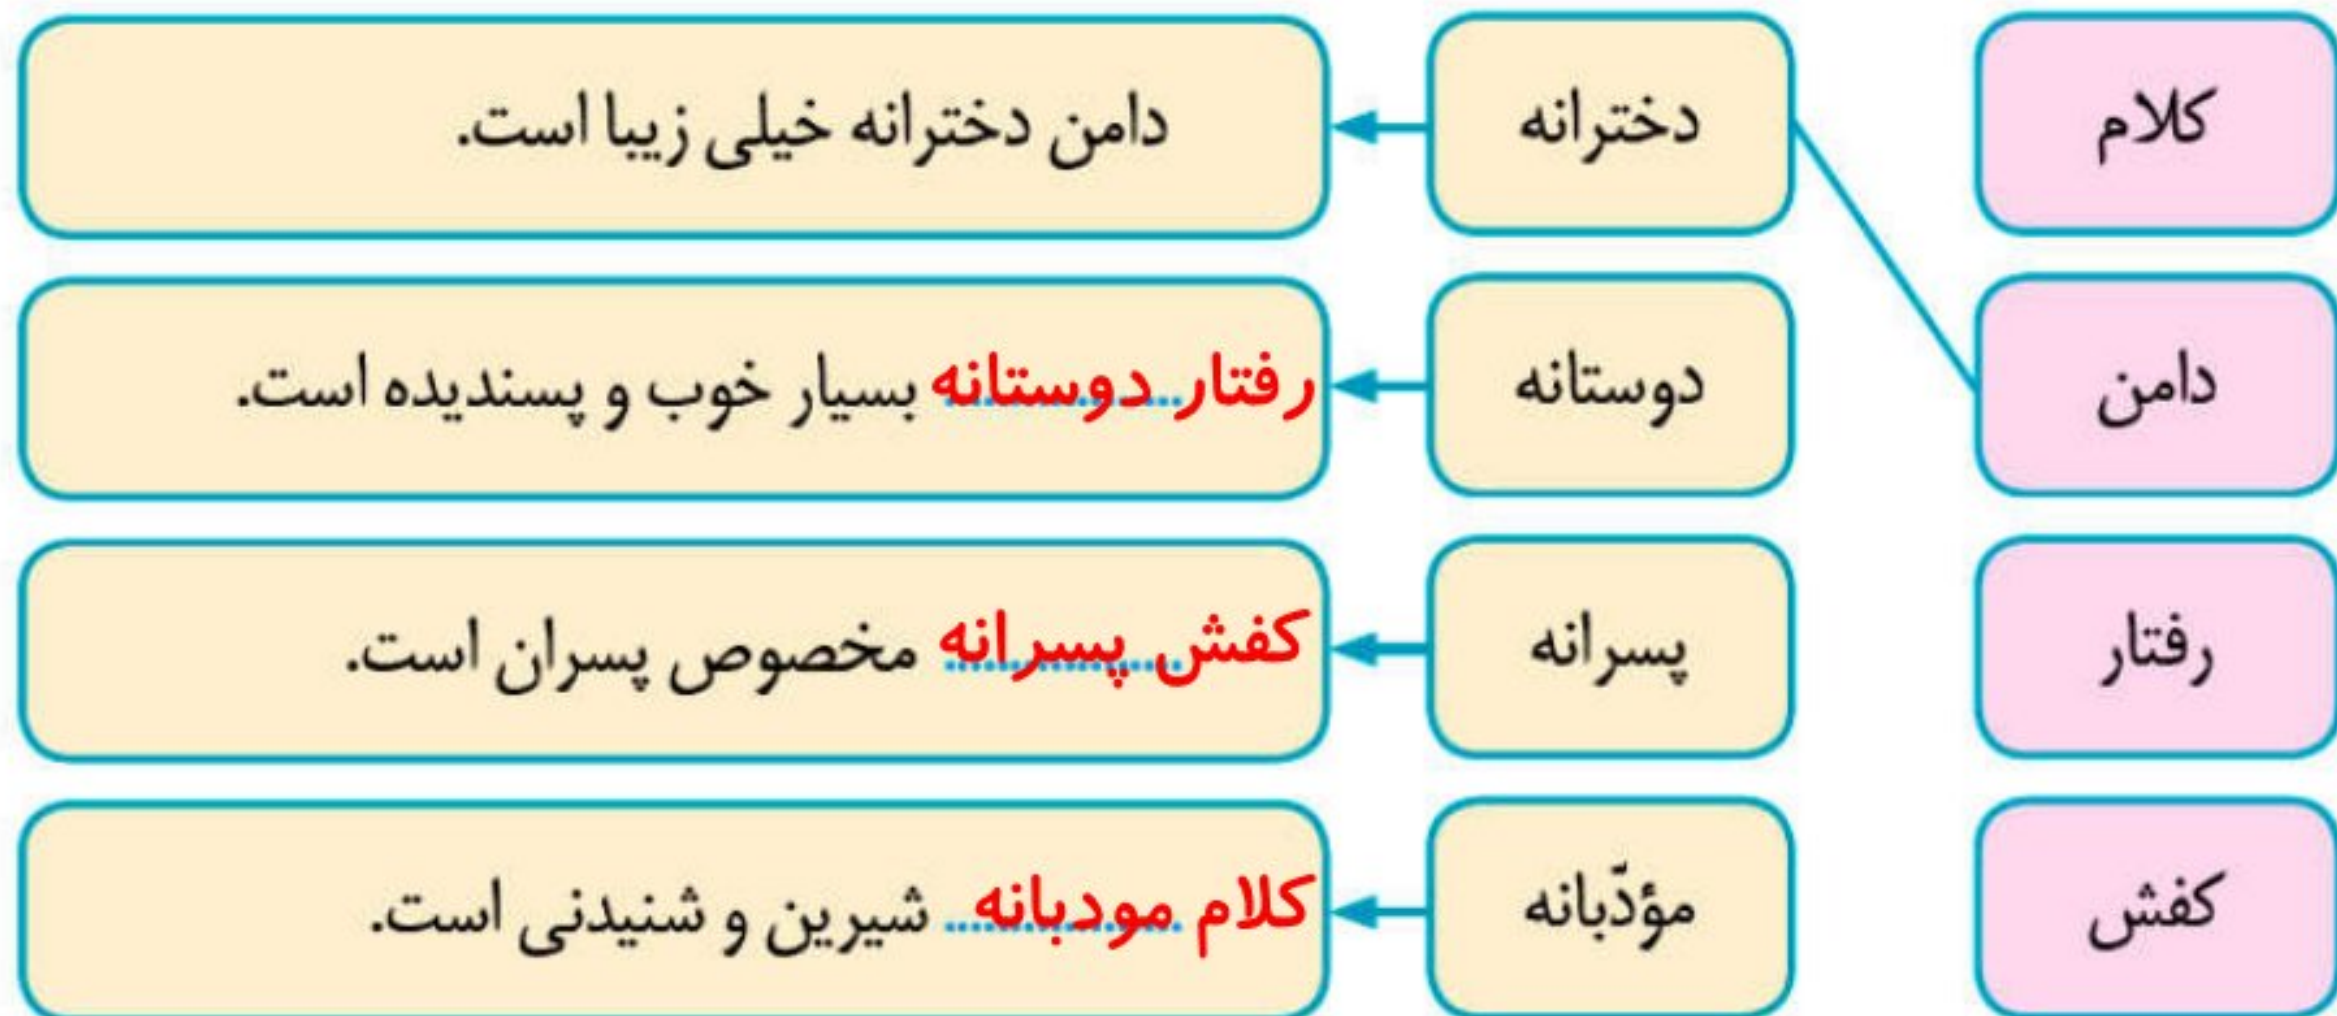 کلام
دخترانه
دامن دخترانه خیلی زیبا است.
دامن
دوستانه
رفتار دوستانه بسیار خوب و پسندیده است.
رفتار
پسرانه
کفش پسرانه مخصوص پسران است.
کفش
مؤدّبانه
کلام مودبانه شیرین و شنیدنی است.